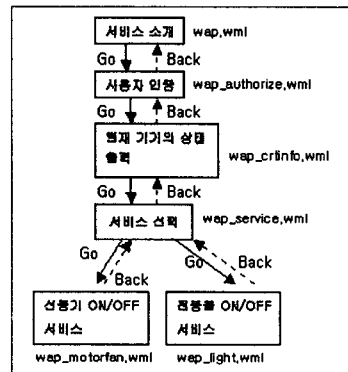 서비스 소개 wap,wml
Go Back
사용자 인증 wap_authorize,wml
Go Back
현재 기기의 상태
출력 wap_crtinfo,wml
Go Back
서비스 선택 wap_service,wml
Go Back Go Back
선풍기 ON/OFF
서비스
전등을 ON/OFF
서비스
wap_motorfan,wml wap_light,wml